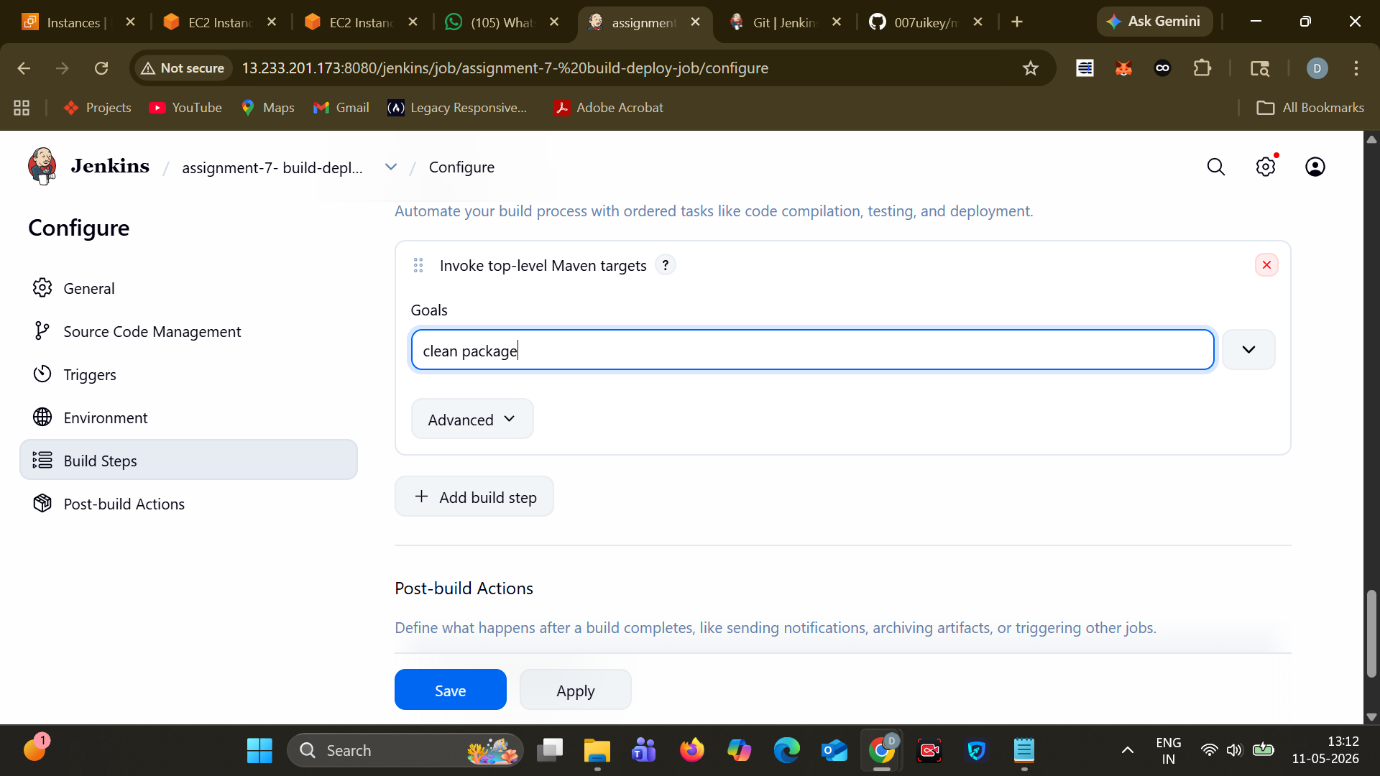 Instances |
EC2 Instanc
EC2 Instanc
(105) What
assignment
Git | Jenkin
007uikey/m
Ask Gemini
Not secure
13.233.201.173:8080/jenkins/job/assignment-7-%20build-deploy-job/configure
D
Projects
YouTube
Maps
Gmail
Legacy Responsive...
Adobe Acrobat
All Bookmarks
Jenkins / assignment-7- build-depl... / Configure
Configure
General
Source Code Management
Triggers
Environment
Build Steps
Post-build Actions
Automate your build process with ordered tasks like code compilation, testing, and deployment.
Invoke top-level Maven targets ?
Goals
clean package
Advanced
+ Add build step
Post-build Actions
Define what happens after a build completes, like sending notifications, archiving artifacts, or triggering other jobs.
Save
Apply
1
Search
D
ENG
IN
13:12
11-05-2026